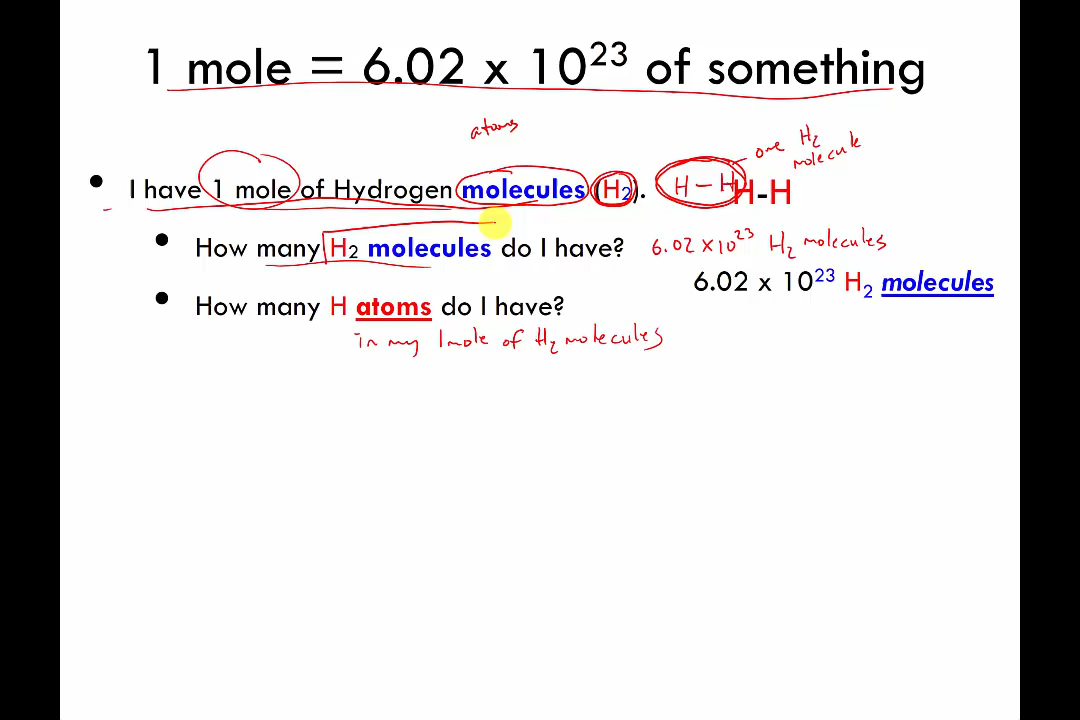 1 mole = 6.02 x 10²³ of something
atoms
one H₂
molecule
• I have 1 mole of Hydrogen molecules (H₂). H – H H-H
• How many H₂ molecules do I have? 6.02 x 10²³ H₂ molecules
6.02 x 10²³ H₂ molecules
• How many H atoms do I have?
in my 1 mole of H₂ molecules